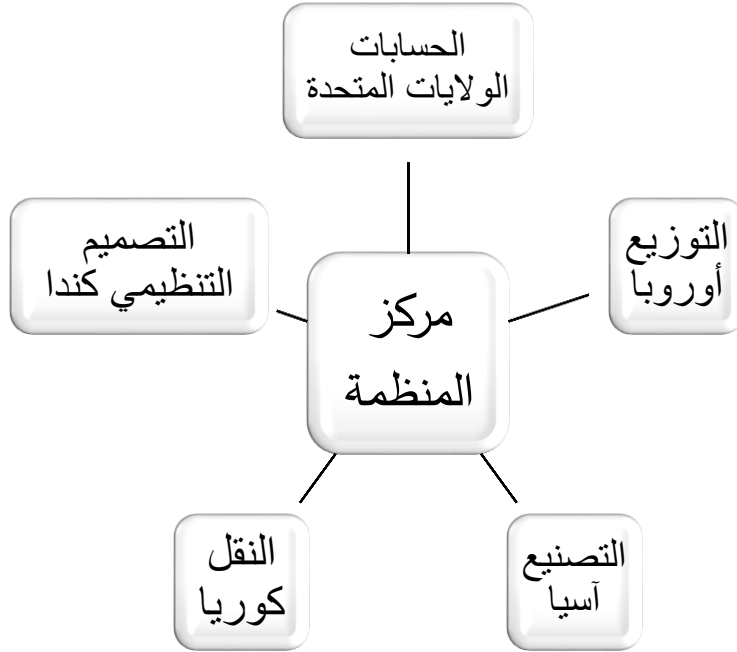 الحسابات
الولايات المتحدة
التوزيع
أوروبا
التصميم
التنظيمي كندا
مركز
المنظمة
التصنيع
آسيا
النقل
كوريا